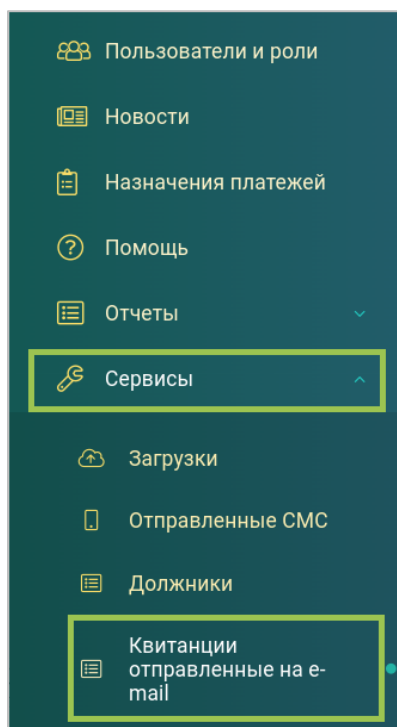 Пользователи и роли
Новости
Назначения платежей
Помощь
Отчеты
Сервисы
Загрузки
Отправленные СМС
Должники
Квитанции
отправленные на e-
mail